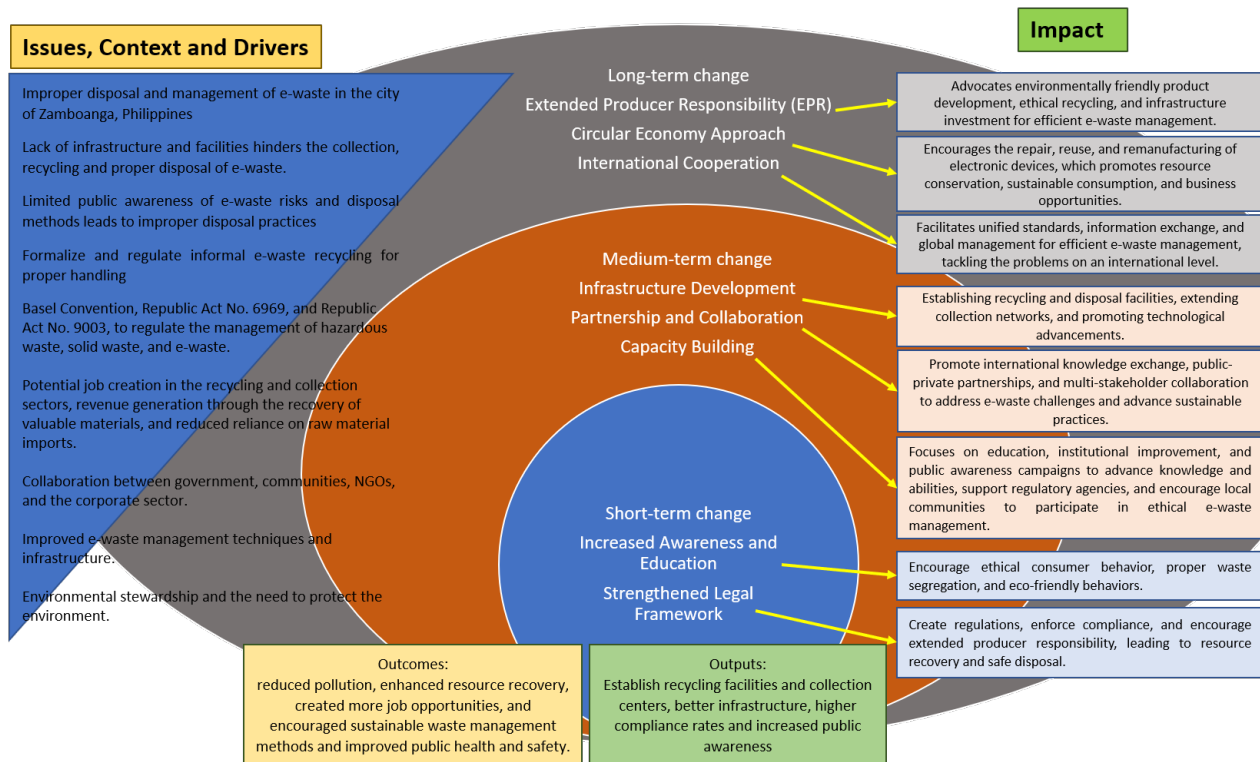 Issues, Context and Drivers
Improper disposal and management of e-waste in the city
of Zamboanga, Philippines
Lack of infrastructure and facilities hinders the collection,
recycling and proper disposal of e-waste.
Limited public awareness of e-waste risks and disposal
methods leads to improper disposal practices
Formalize and regulate informal e-waste recycling for
proper handling
Basel Convention, Republic Act No. 6969, and Republic
Act No. 9003, to regulate the management of hazardous
waste, solid waste, and e-waste.
Potential job creation in the recycling and collection
sectors, revenue generation through the recovery of
valuable materials, and reduced reliance on raw material
imports.
Collaboration between government, communities, NGOs,
and the corporate sector.
Improved e-waste management techniques and
infrastructure.
Environmental stewardship and the need to protect the
environment.
Long-term change
Extended Producer Responsibility (EPR)
Circular Economy Approach
International Cooperation
Medium-term change
Infrastructure Development
Partnership and Collaboration
Capacity Building
Short-term change
Increased Awareness and
Education
Strengthened Legal
Framework
Impact
Advocates environmentally friendly product
development, ethical recycling, and infrastructure
investment for efficient e-waste management.
Encourages the repair, reuse, and remanufacturing of
electronic devices, which promotes resource
conservation, sustainable consumption, and business
opportunities.
Facilitates unified standards, information exchange, and
global management for efficient e-waste management,
tackling the problems on an international level.
Establishing recycling and disposal facilities, extending
collection networks, and promoting technological
advancements.
Promote international knowledge exchange, public-
private partnerships, and multi-stakeholder collaboration
to address e-waste challenges and advance sustainable
practices.
Focuses on education, institutional improvement, and
public awareness campaigns to advance knowledge and
abilities, support regulatory agencies, and encourage local
communities to participate in ethical e-waste
management.
Encourage ethical consumer behavior, proper waste
segregation, and eco-friendly behaviors.
Create regulations, enforce compliance, and encourage
extended producer responsibility, leading to resource
recovery and safe disposal.
Outcomes:
reduced pollution, enhanced resource recovery,
created more job opportunities, and
encouraged sustainable waste management
methods and improved public health and safety.
Outputs:
Establish recycling facilities and collection
centers, better infrastructure, higher
compliance rates and increased public
awareness